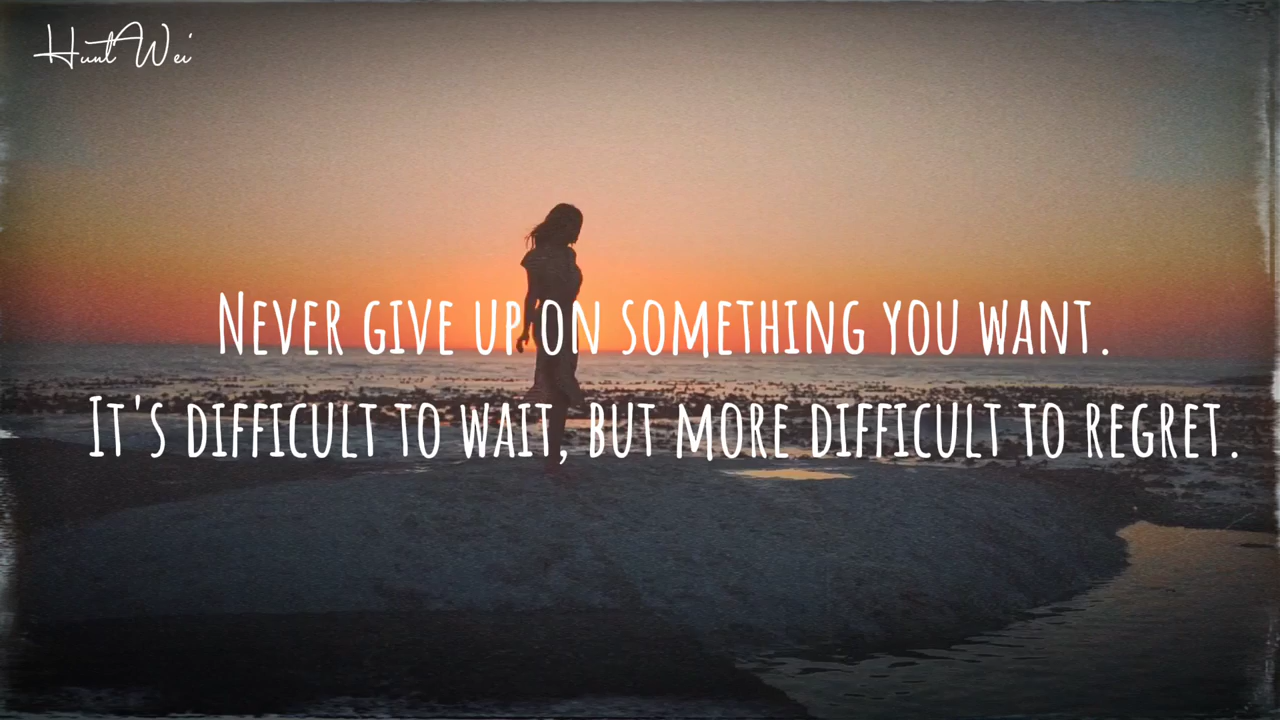 Hunt Wei
Never give up on something you want.
It's difficult to wait, but more difficult to regret.